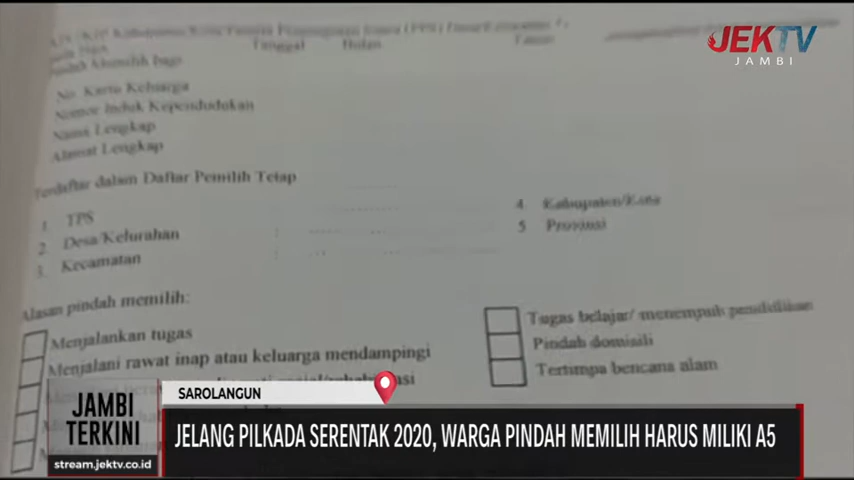 JEKTV
JAMBI
Tanggal Bulan Tahun
No. Kartu Keluarga
Nomor Induk Kependudukan
Nama Lengkap
Alamat Lengkap
Terdaftar dalam Daftar Pemilih Tetap
1. TPS
2. Desa/Kelurahan
3. Kecamatan
4 Kabupaten/Kota
5 Provinsi
Alasan pindah memilih:
Menjalankan tugas
Menjalani rawat inap atau keluarga mendampingi
Tugas belajar/ menempuh pendidikan
Pindah domisili
Tertimpa bencana alam
SAROLANGUN
JAMBI
TERKINI
stream.jektv.co.id
JELANG PILKADA SERENTAK 2020, WARGA PINDAH MEMILIH HARUS MILIKI A5